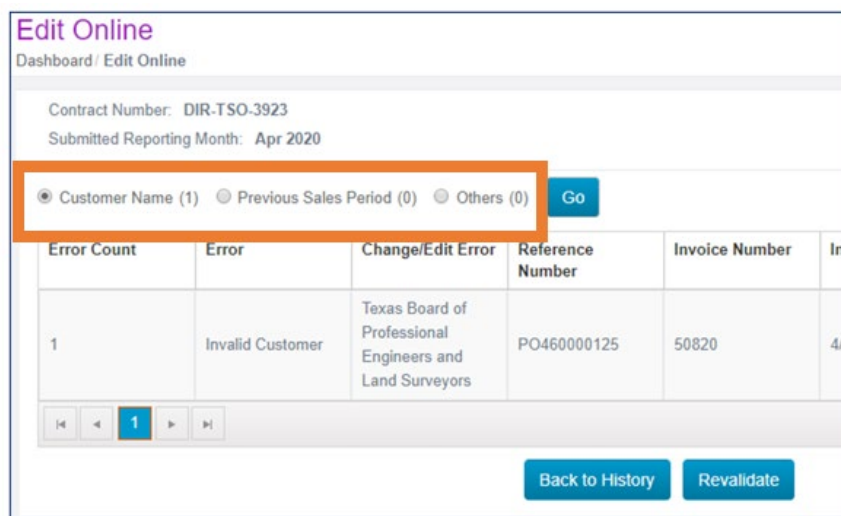 Edit Online
Dashboard / Edit Online
Contract Number: DIR-TSO-3923
Submitted Reporting Month: Apr 2020
Customer Name (1) Previous Sales Period (0) Others (0) Go
Error Count Error Change/Edit Error Reference Number Invoice Number
1 Invalid Customer Texas Board of Professional Engineers and Land Surveyors PO460000125 50820
1
Back to History Revalidate